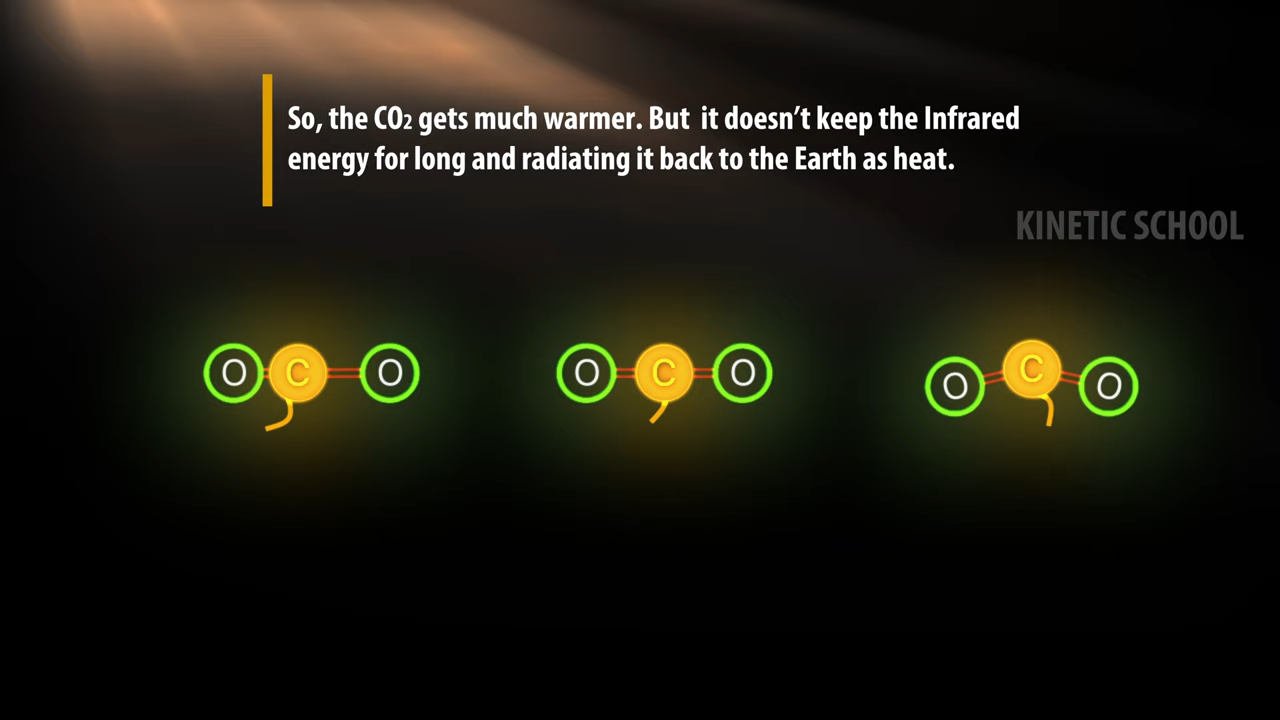 So, the CO₂ gets much warmer. But  it doesn’t keep the Infrared
energy for long and radiating it back to the Earth as heat.
KINETIC SCHOOL
O C O
O C O
O C O